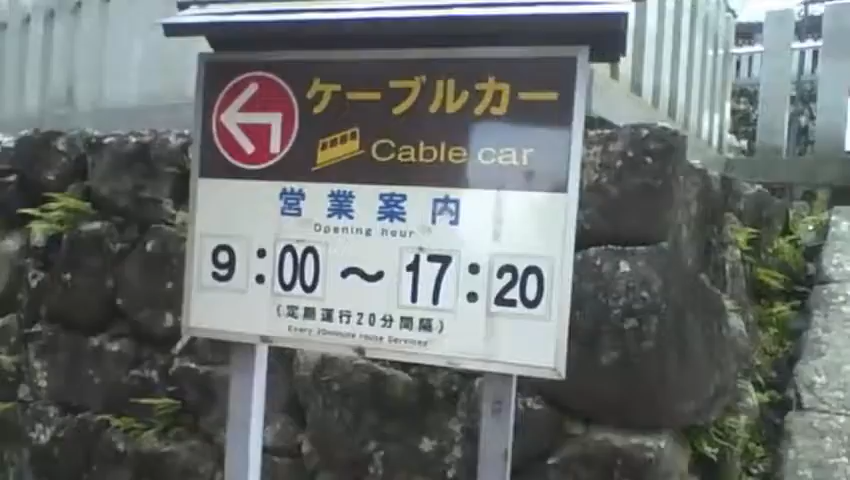 ケーブルカー
Cable car
営業案内
Opening hour
9:00～17:20
(定期運行20分間隔)
Every 20minute route Services